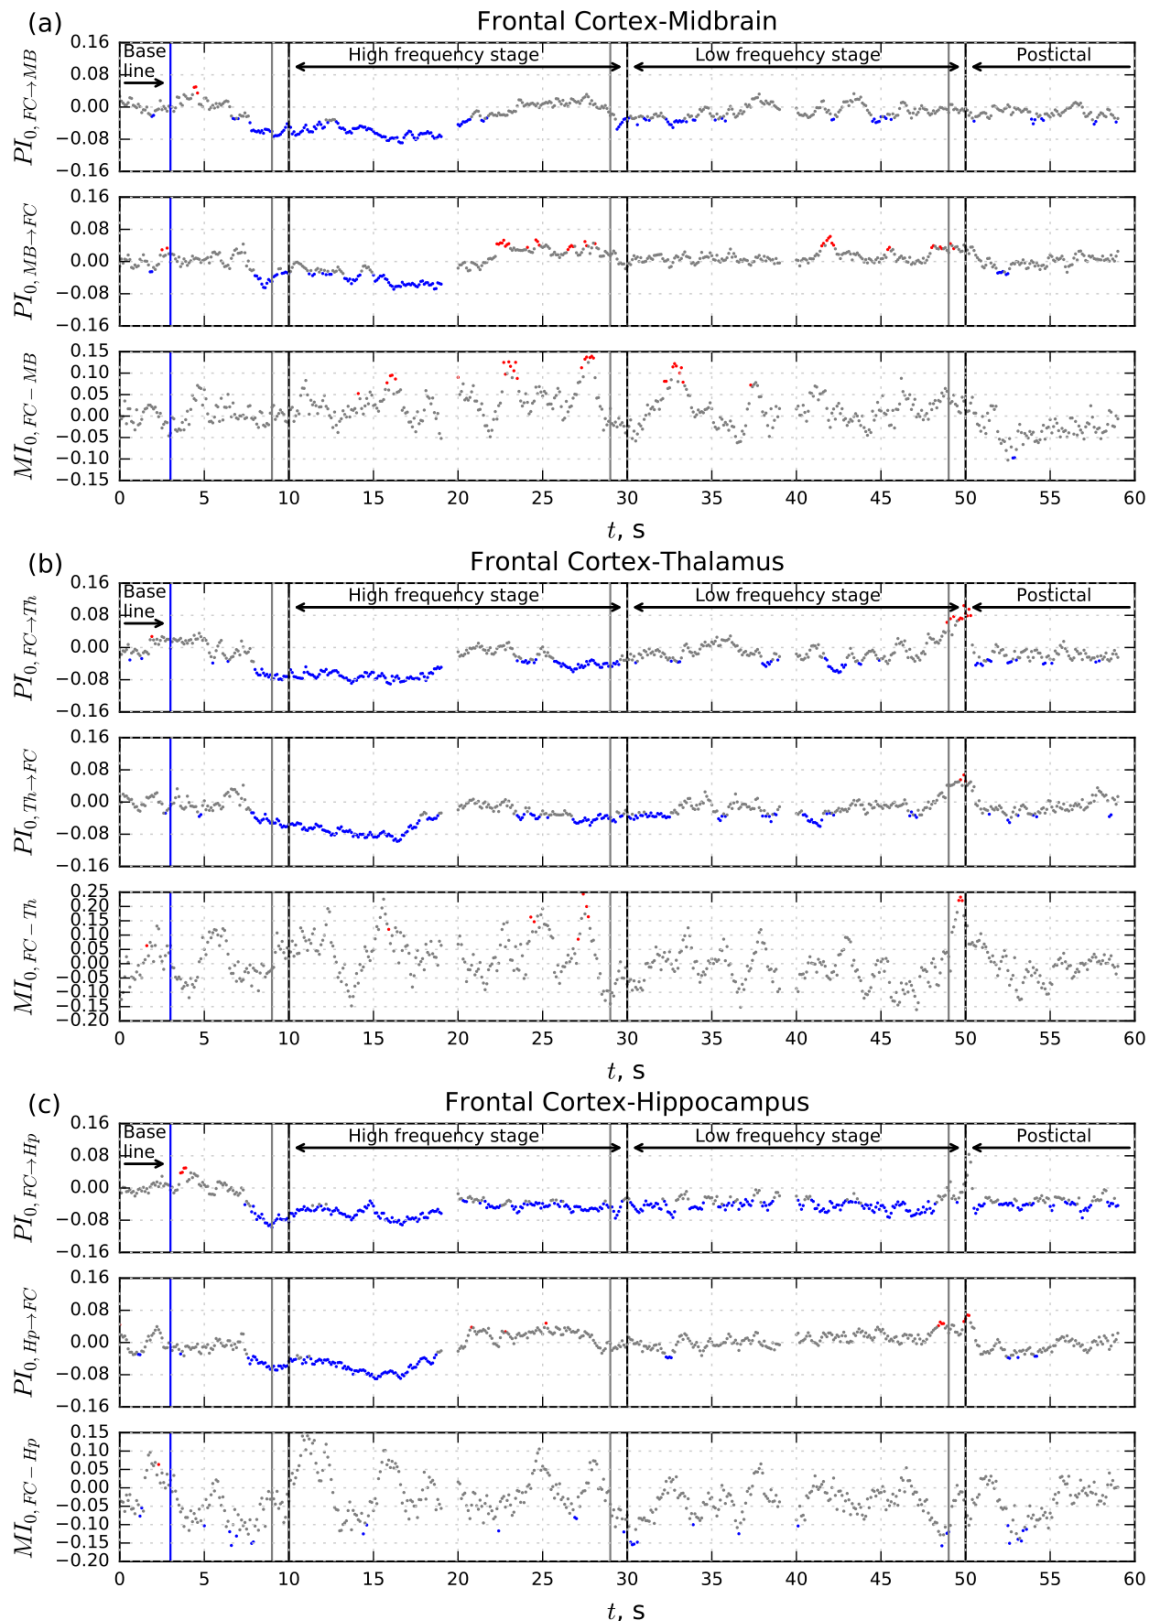 (a)
Frontal Cortex-Midbrain
PI0, FC→MB
0.16
0.08
0.00
−0.08
−0.16
Base
line
High frequency stage
Low frequency stage
Postictal
PI0, MB→FC
0.16
0.08
0.00
−0.08
−0.16
MI0, FC − MB
0.15
0.10
0.05
0.00
−0.05
−0.10
−0.15
0 5 10 15 20 25 30 35 40 45 50 55 60
t, s
(b)
Frontal Cortex-Thalamus
PI0, FC→Th
0.16
0.08
0.00
−0.08
−0.16
Base
line
High frequency stage
Low frequency stage
Postictal
PI0, Th→FC
0.16
0.08
0.00
−0.08
−0.16
MI0, FC − Th
0.25
0.20
0.15
0.10
0.05
0.00
−0.05
−0.10
−0.15
−0.20
0 5 10 15 20 25 30 35 40 45 50 55 60
t, s
(c)
Frontal Cortex-Hippocampus
PI0, FC→Hp
0.16
0.08
0.00
−0.08
−0.16
Base
line
High frequency stage
Low frequency stage
Postictal
PI0, Hp→FC
0.16
0.08
0.00
−0.08
−0.16
MI0, FC − Hp
0.15
0.10
0.05
0.00
−0.05
−0.10
−0.15
−0.20
0 5 10 15 20 25 30 35 40 45 50 55 60
t, s